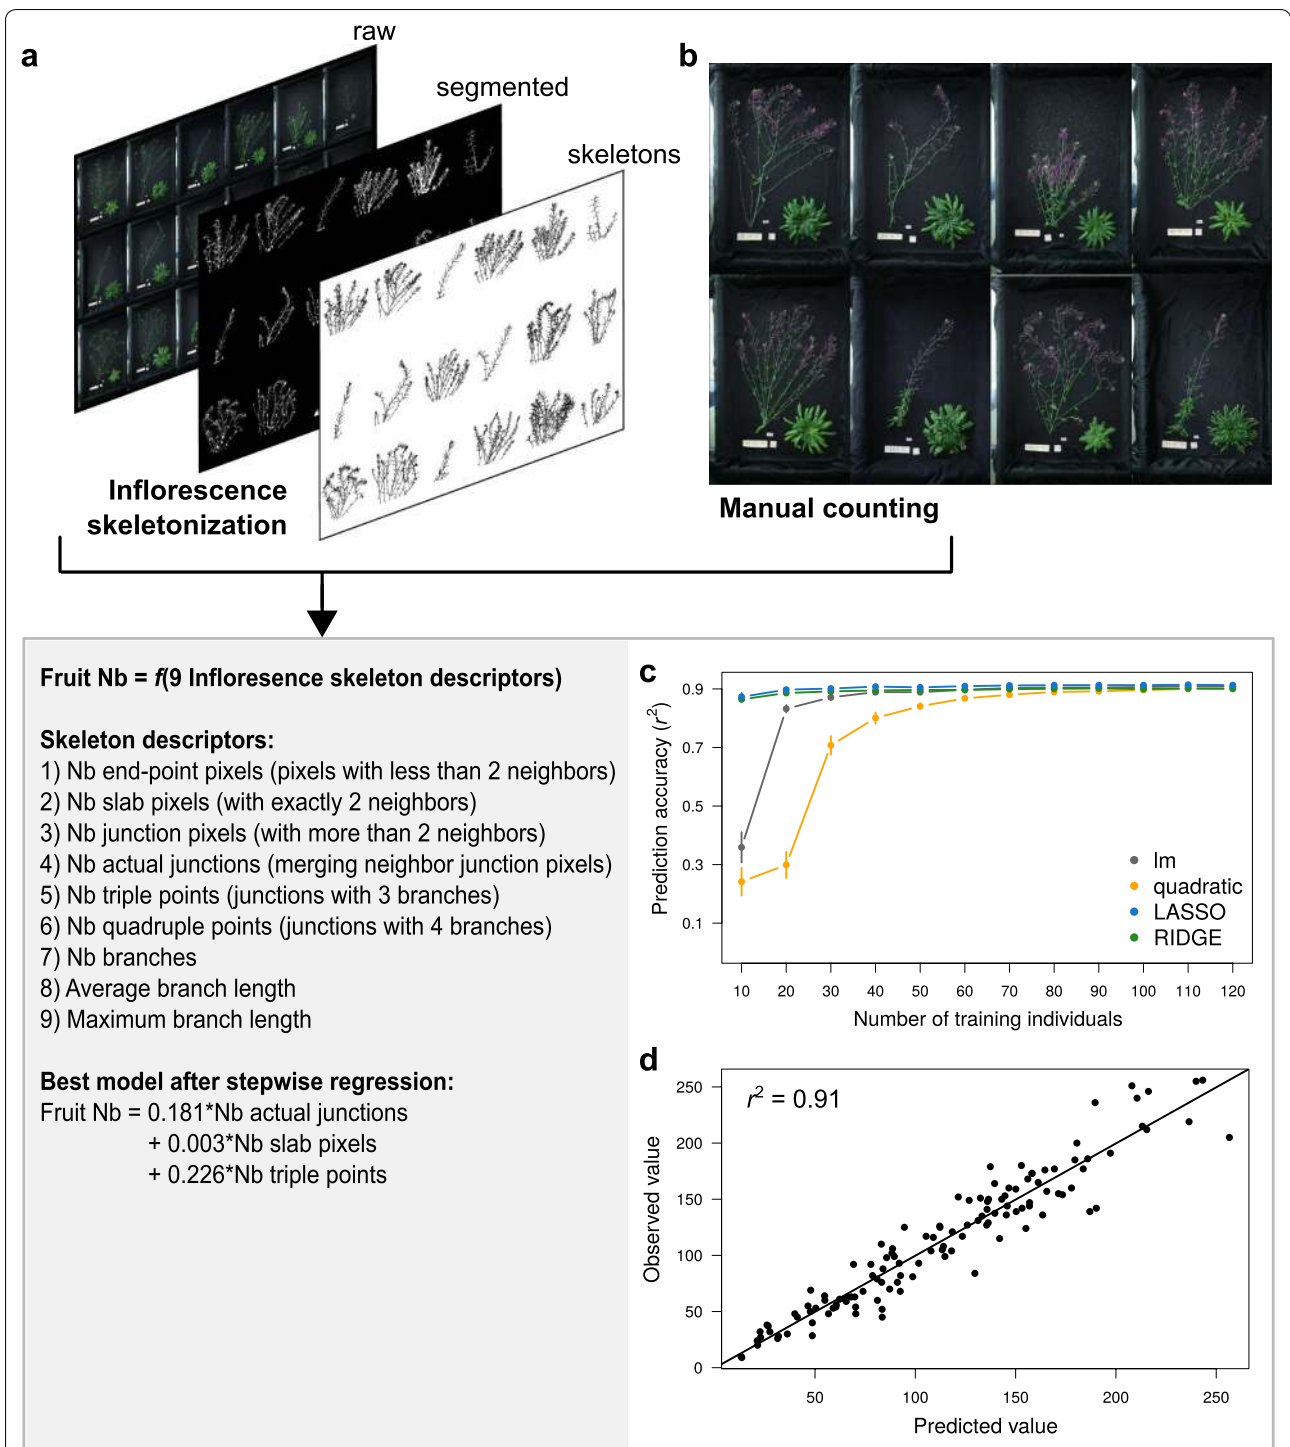 a
raw
segmented
skeletons
Inflorescence
skeletonization
b
Manual counting
Fruit Nb = f(9 Infloresence skeleton descriptors)
Skeleton descriptors:
1) Nb end-point pixels (pixels with less than 2 neighbors)
2) Nb slab pixels (with exactly 2 neighbors)
3) Nb junction pixels (with more than 2 neighbors)
4) Nb actual junctions (merging neighbor junction pixels)
5) Nb triple points (junctions with 3 branches)
6) Nb quadruple points (junctions with 4 branches)
7) Nb branches
8) Average branch length
9) Maximum branch length
Best model after stepwise regression:
Fruit Nb = 0.181*Nb actual junctions
+ 0.003*Nb slab pixels
+ 0.226*Nb triple points
c
Prediction accuracy (r²)
0.9
0.7
0.5
0.3
0.1
lm
quadratic
LASSO
RIDGE
10 20 30 40 50 60 70 80 90 100 110 120
Number of training individuals
d
r² = 0.91
Observed value
250
200
150
100
50
0
50 100 150 200 250
Predicted value